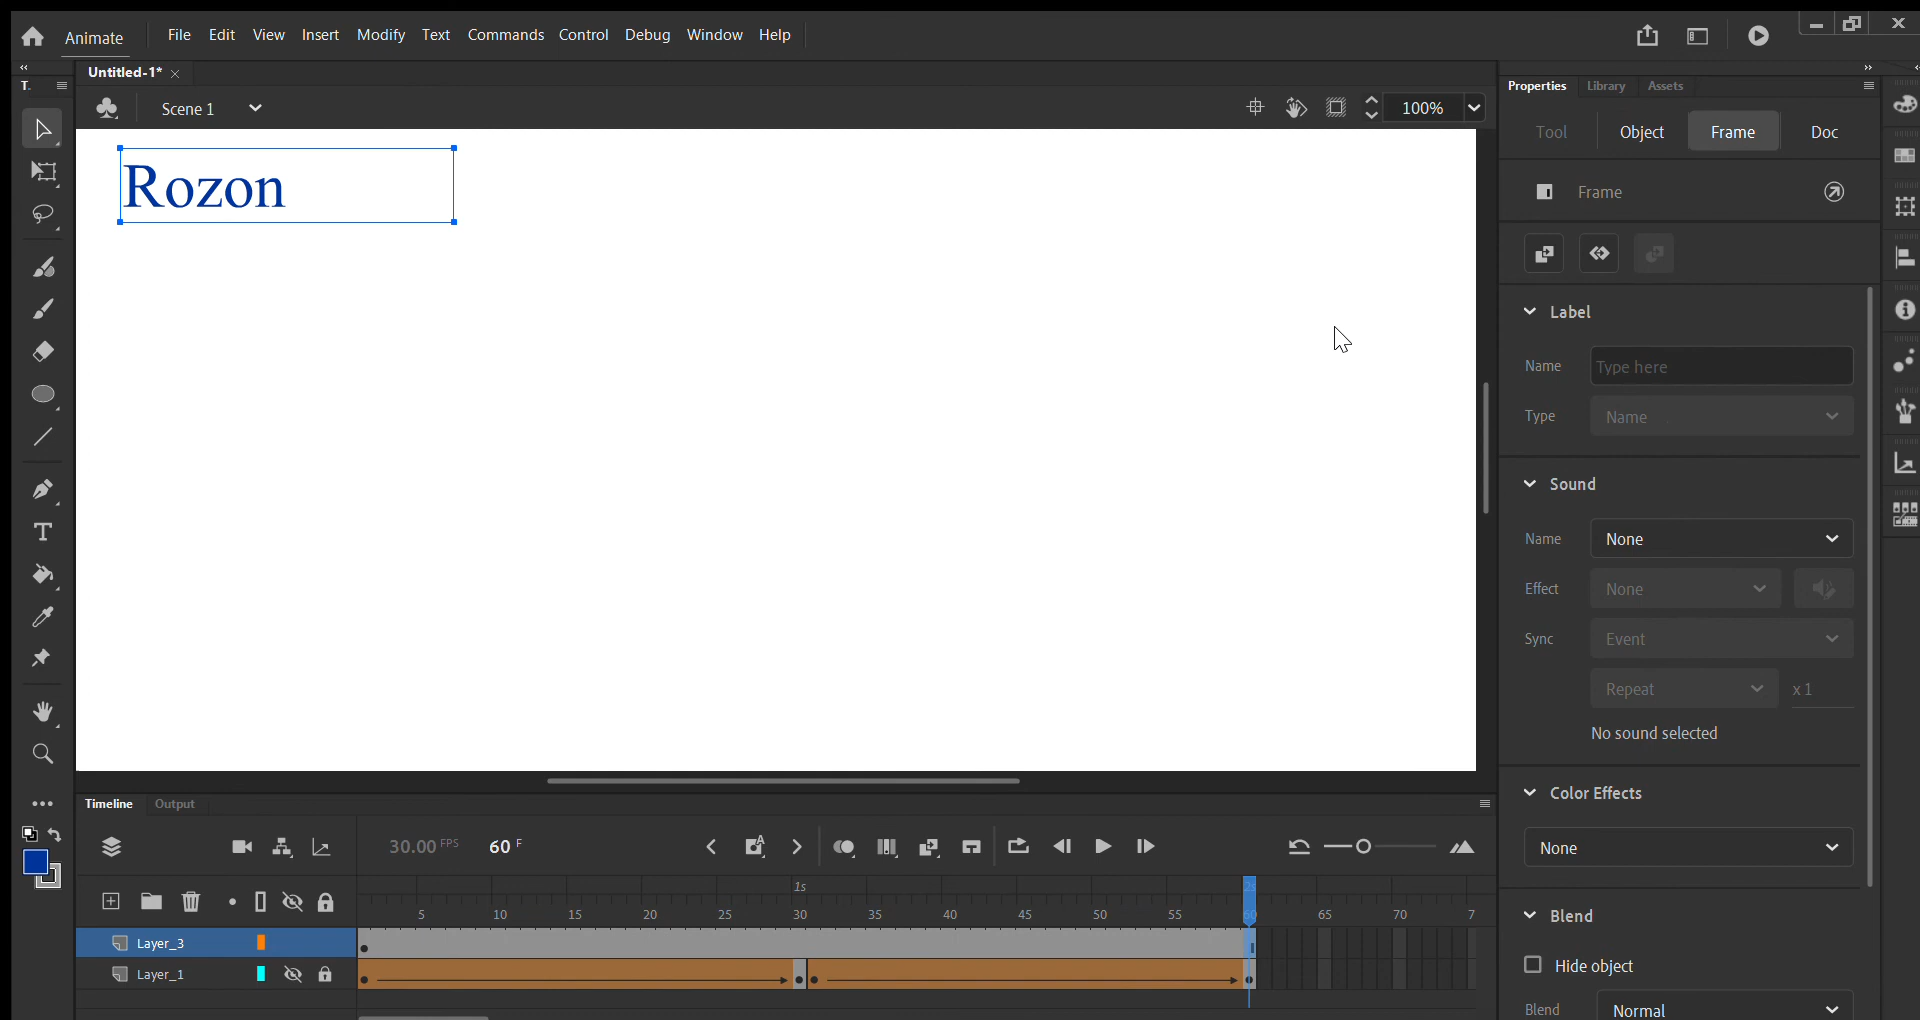 Animate File Edit View Insert Modify Text Commands Control Debug Window Help
T. Untitled-1* Properties Library Assets
Scene 1 100%
Tool Object Frame Doc
Rozon
Frame
Label
Name Type here
Type Name
Sound
Name None
Effect None
Sync Event
Repeat x 1
No sound selected
Color Effects
None
Blend
Hide object
Blend Normal
Timeline Output
30.00 FPS 60 F
1s 2s
5 10 15 20 25 30 35 40 45 50 55 60 65 70 7
Layer_3
Layer_1